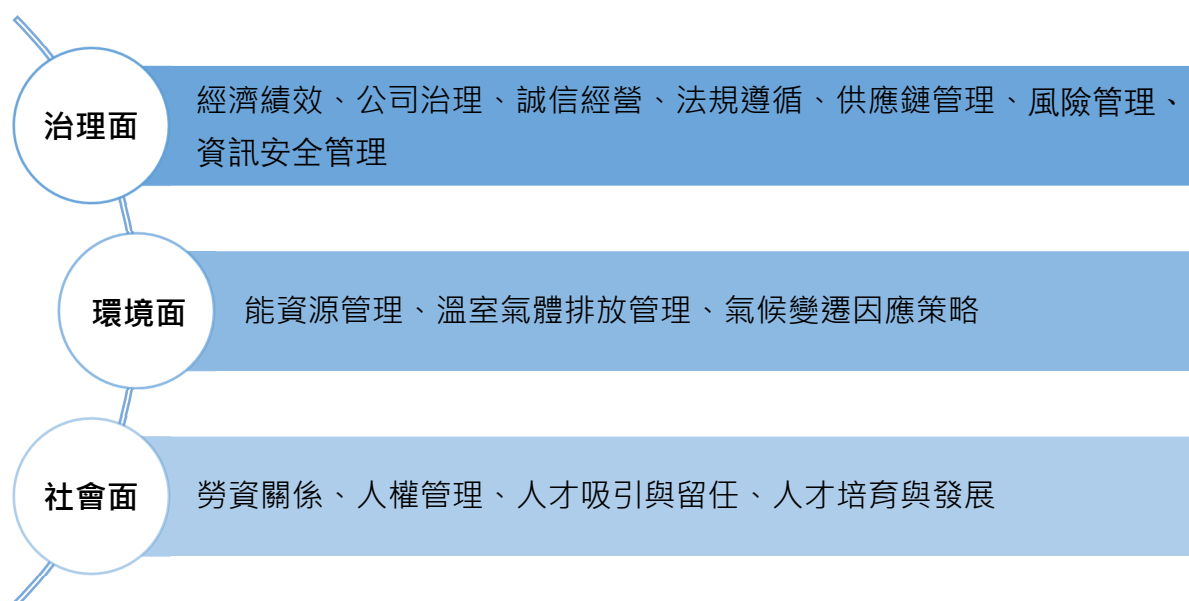 治理面
經濟績效、公司治理、誠信經營、法規遵循、供應鏈管理、風險管理、
資訊安全管理
環境面
能資源管理、溫室氣體排放管理、氣候變遷因應策略
社會面
勞資關係、人權管理、人才吸引與留任、人才培育與發展